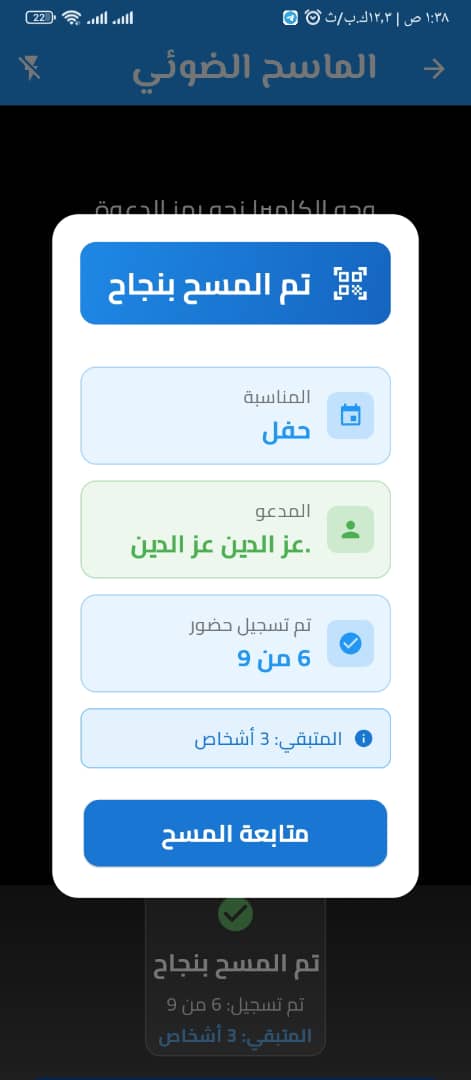 ١:٣٨ ص | ١٢,٣ك.ب/ث
22
الماسح الضوئي
وجه الكاميرا نحو رمز الدعوة
تم المسح بنجاح
المناسبة
حفل
المدعو
.عز الدين عز الدين
تم تسجيل حضور
6 من 9
المتبقي: 3 أشخاص
متابعة المسح
تم المسح بنجاح
تم تسجيل: 6 من 9
المتبقي: 3 أشخاص